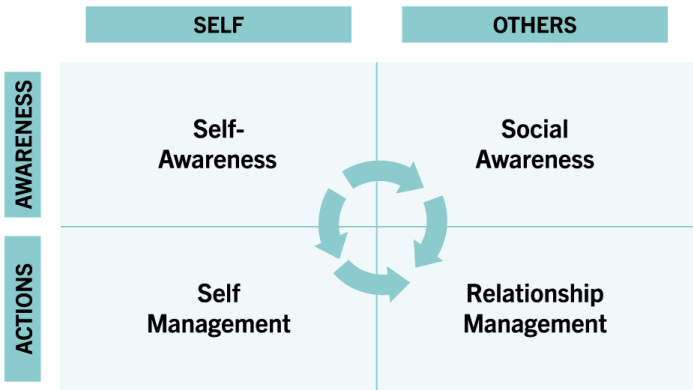 SELF
OTHERS
AWARENESS
Self-
Awareness
Social
Awareness
ACTIONS
Self
Management
Relationship
Management